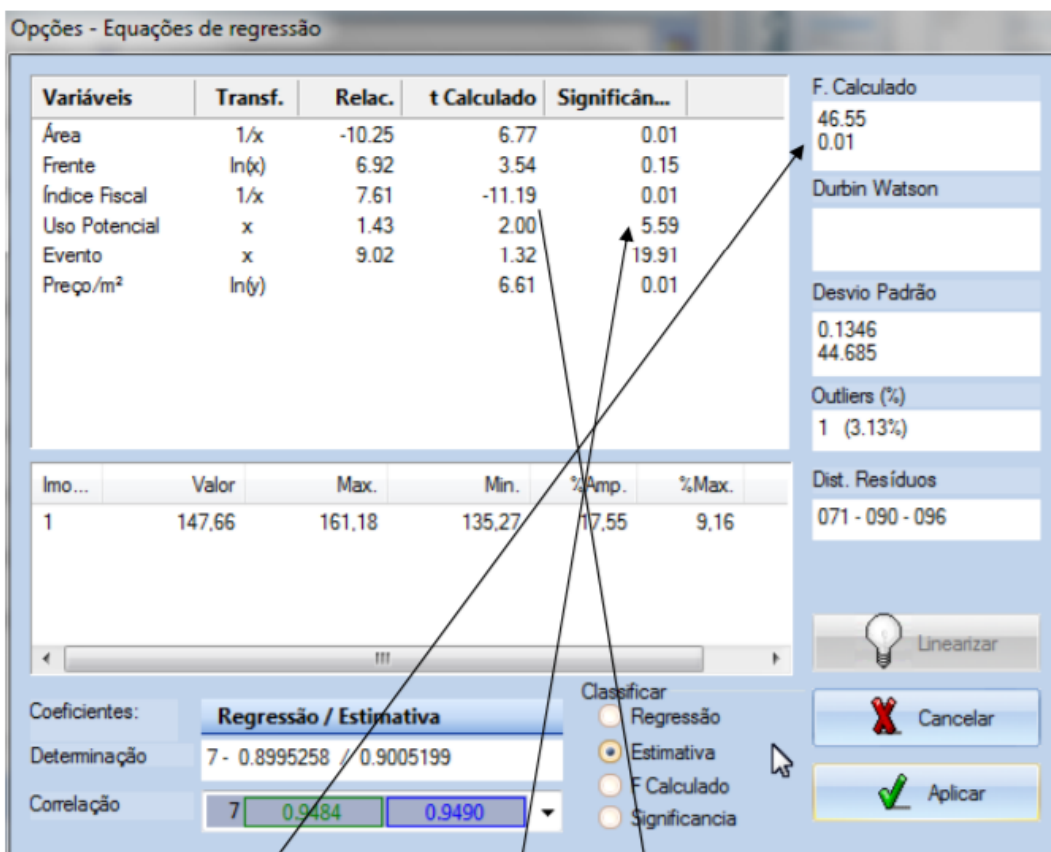 Opções - Equações de regressão
Variáveis Transf. Relac. t Calculado Significân...
Área 1/x -10.25 6.77 0.01
Frente ln(x) 6.92 3.54 0.15
Índice Fiscal 1/x 7.61 -11.19 0.01
Uso Potencial x 1.43 2.00 5.59
Evento x 9.02 1.32 19.91
Preço/m² ln(y) 6.61 0.01
F. Calculado
46.55
0.01
Durbin Watson
Desvio Padrão
0.1346
44.685
Outliers (%)
1 (3.13%)
Imo... Valor Max. Min. %Amp. %Max.
1 147,66 161,18 135,27 17,55 9,16
Dist. Resíduos
071 - 090 - 096
Linearizar
Cancelar
Aplicar
Coeficientes: Regressão / Estimativa
Determinação 7 - 0.8995258 / 0.9005199
Correlação 7 0.9484 0.9490
Classificar
Regressão
Estimativa
F Calculado
Significancia